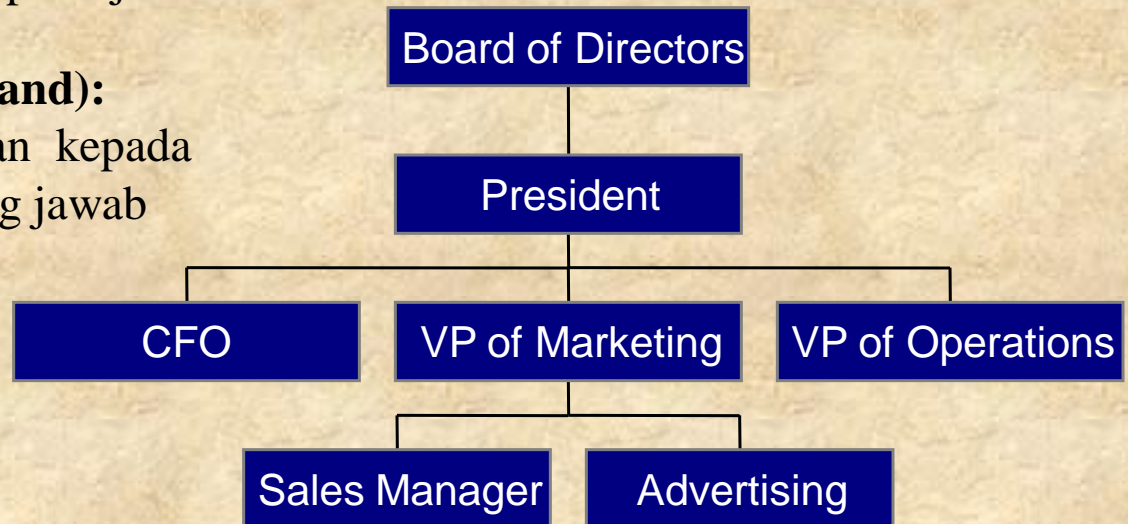 and):
an kepada
g jawab
Board of Directors
President
CFO
VP of Marketing
VP of Operations
Sales Manager
Advertising